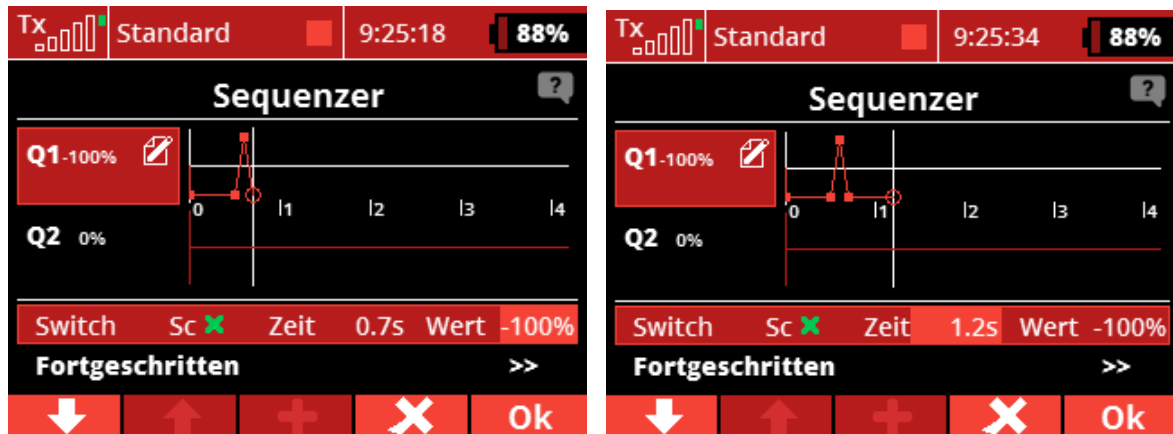 Tx Standard 9:25:18 88%
Sequenzer ?
Q1 -100%
0 1 2 3 4
Q2 0%
Switch Sc Zeit 0.7s Wert -100%
Fortgeschritten >>
Ok
Tx Standard 9:25:34 88%
Sequenzer ?
Q1 -100%
0 1 2 3 4
Q2 0%
Switch Sc Zeit 1.2s Wert -100%
Fortgeschritten >>
Ok